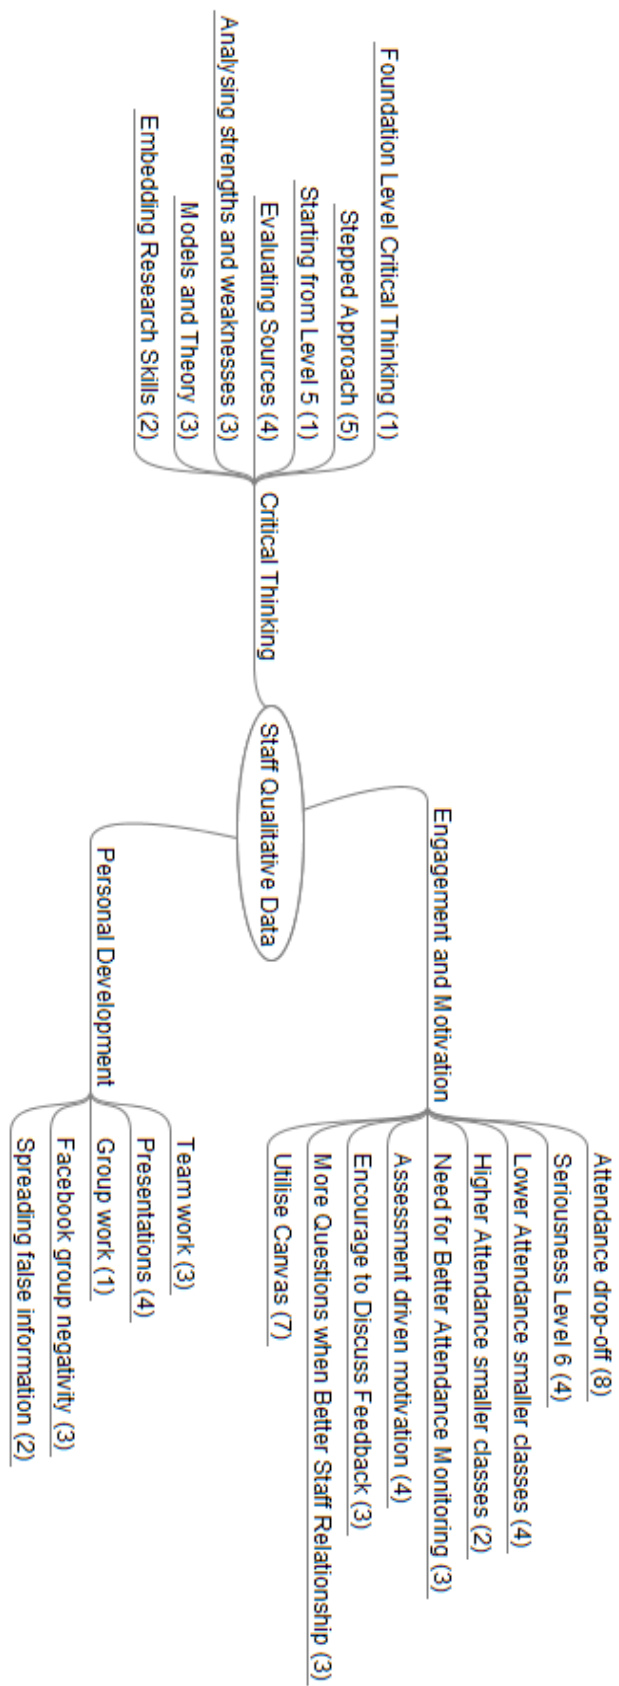 Staff Qualitative Data
Engagement and Motivation
Attendance drop-off (8)
Seriousness Level 6 (4)
Lower Attendance smaller classes (4)
Higher Attendance smaller classes (2)
Need for Better Attendance Monitoring (3)
Assessment driven motivation (4)
Encourage to Discuss Feedback (3)
More Questions when Better Staff Relationship (3)
Utilise Canvas (7)
Personal Development
Team work (3)
Presentations (4)
Group work (1)
Facebook group negativity (3)
Spreading false information (2)
Critical Thinking
Foundation Level Critical Thinking (1)
Stepped Approach (5)
Starting from Level 5 (1)
Evaluating Sources (4)
Analysing strengths and weaknesses (3)
Models and Theory (3)
Embedding Research Skills (2)